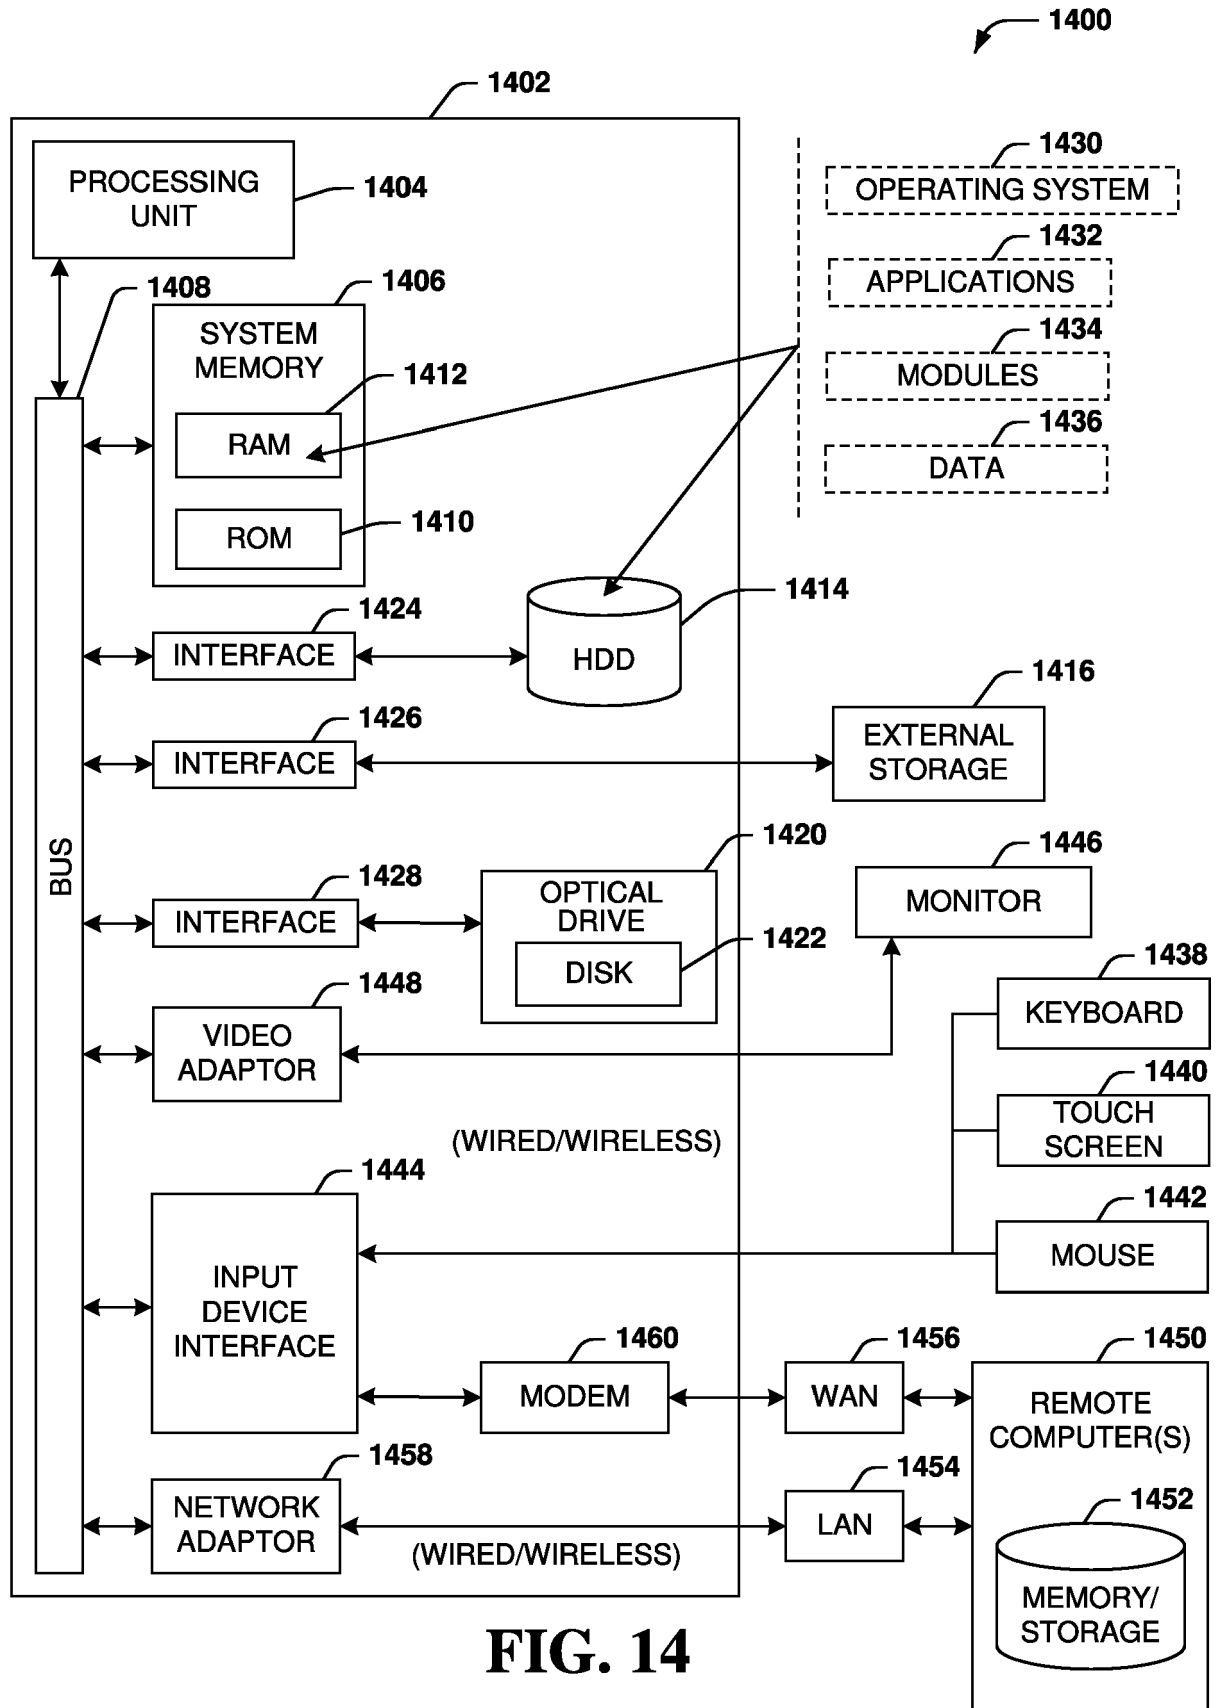 1400
1402
PROCESSING
UNIT
1404
1430
OPERATING SYSTEM
1432
APPLICATIONS
1434
MODULES
1436
DATA
1408
1406
SYSTEM
MEMORY
1412
RAM
1410
ROM
1424
INTERFACE
1414
HDD
1426
INTERFACE
1416
EXTERNAL
STORAGE
BUS
1428
INTERFACE
1420
OPTICAL
DRIVE
1422
DISK
1446
MONITOR
1448
VIDEO
ADAPTOR
1438
KEYBOARD
1440
TOUCH
SCREEN
(WIRED/WIRELESS)
1444
INPUT
DEVICE
INTERFACE
1442
MOUSE
1460
MODEM
1456
WAN
1450
REMOTE
COMPUTER(S)
1458
NETWORK
ADAPTOR
(WIRED/WIRELESS)
1454
LAN
1452
MEMORY/
STORAGE
FIG. 14